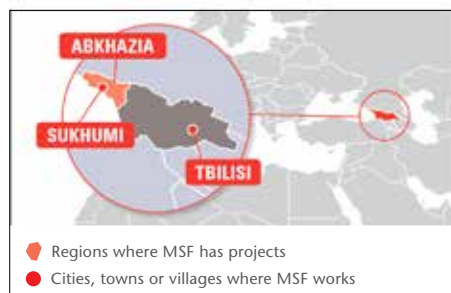 ABKHAZIA
SUKHUMI
TBILISI
Regions where MSF has projects
Cities, towns or villages where MSF works